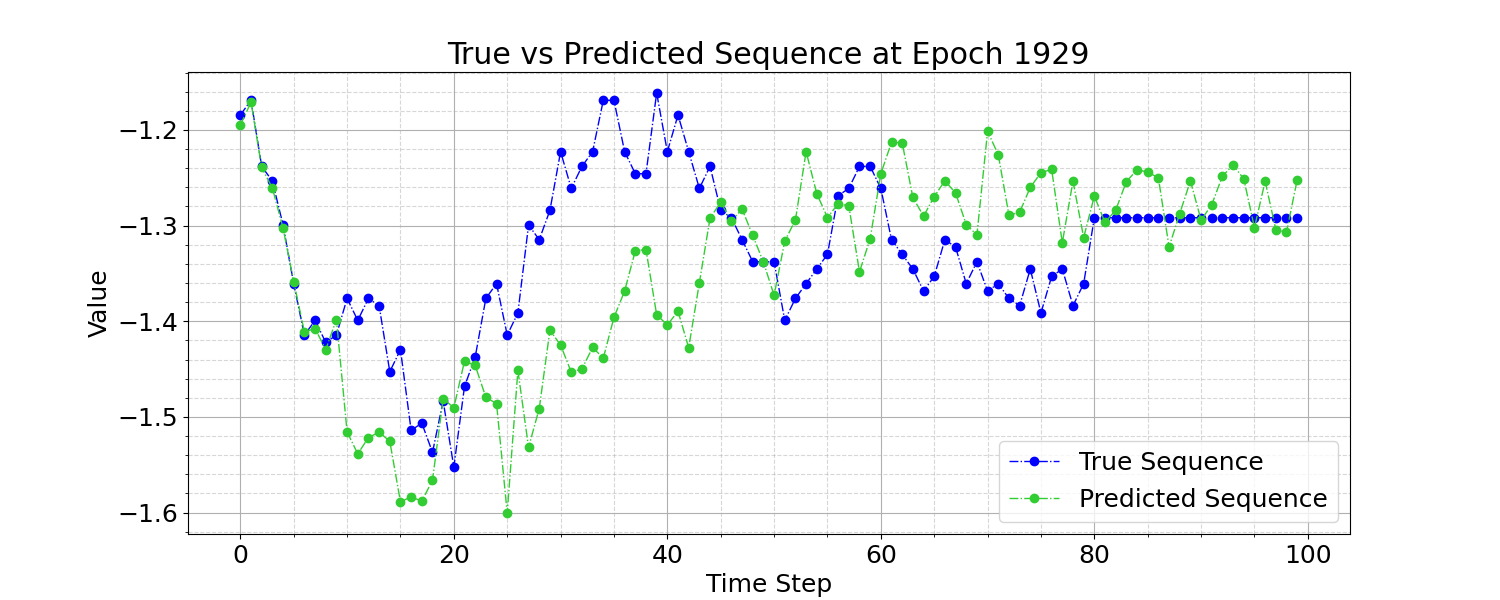 True vs Predicted Sequence at Epoch 1929
Value
−1.2
−1.3
−1.4
−1.5
−1.6
0 20 40 60 80 100
Time Step
True Sequence
Predicted Sequence